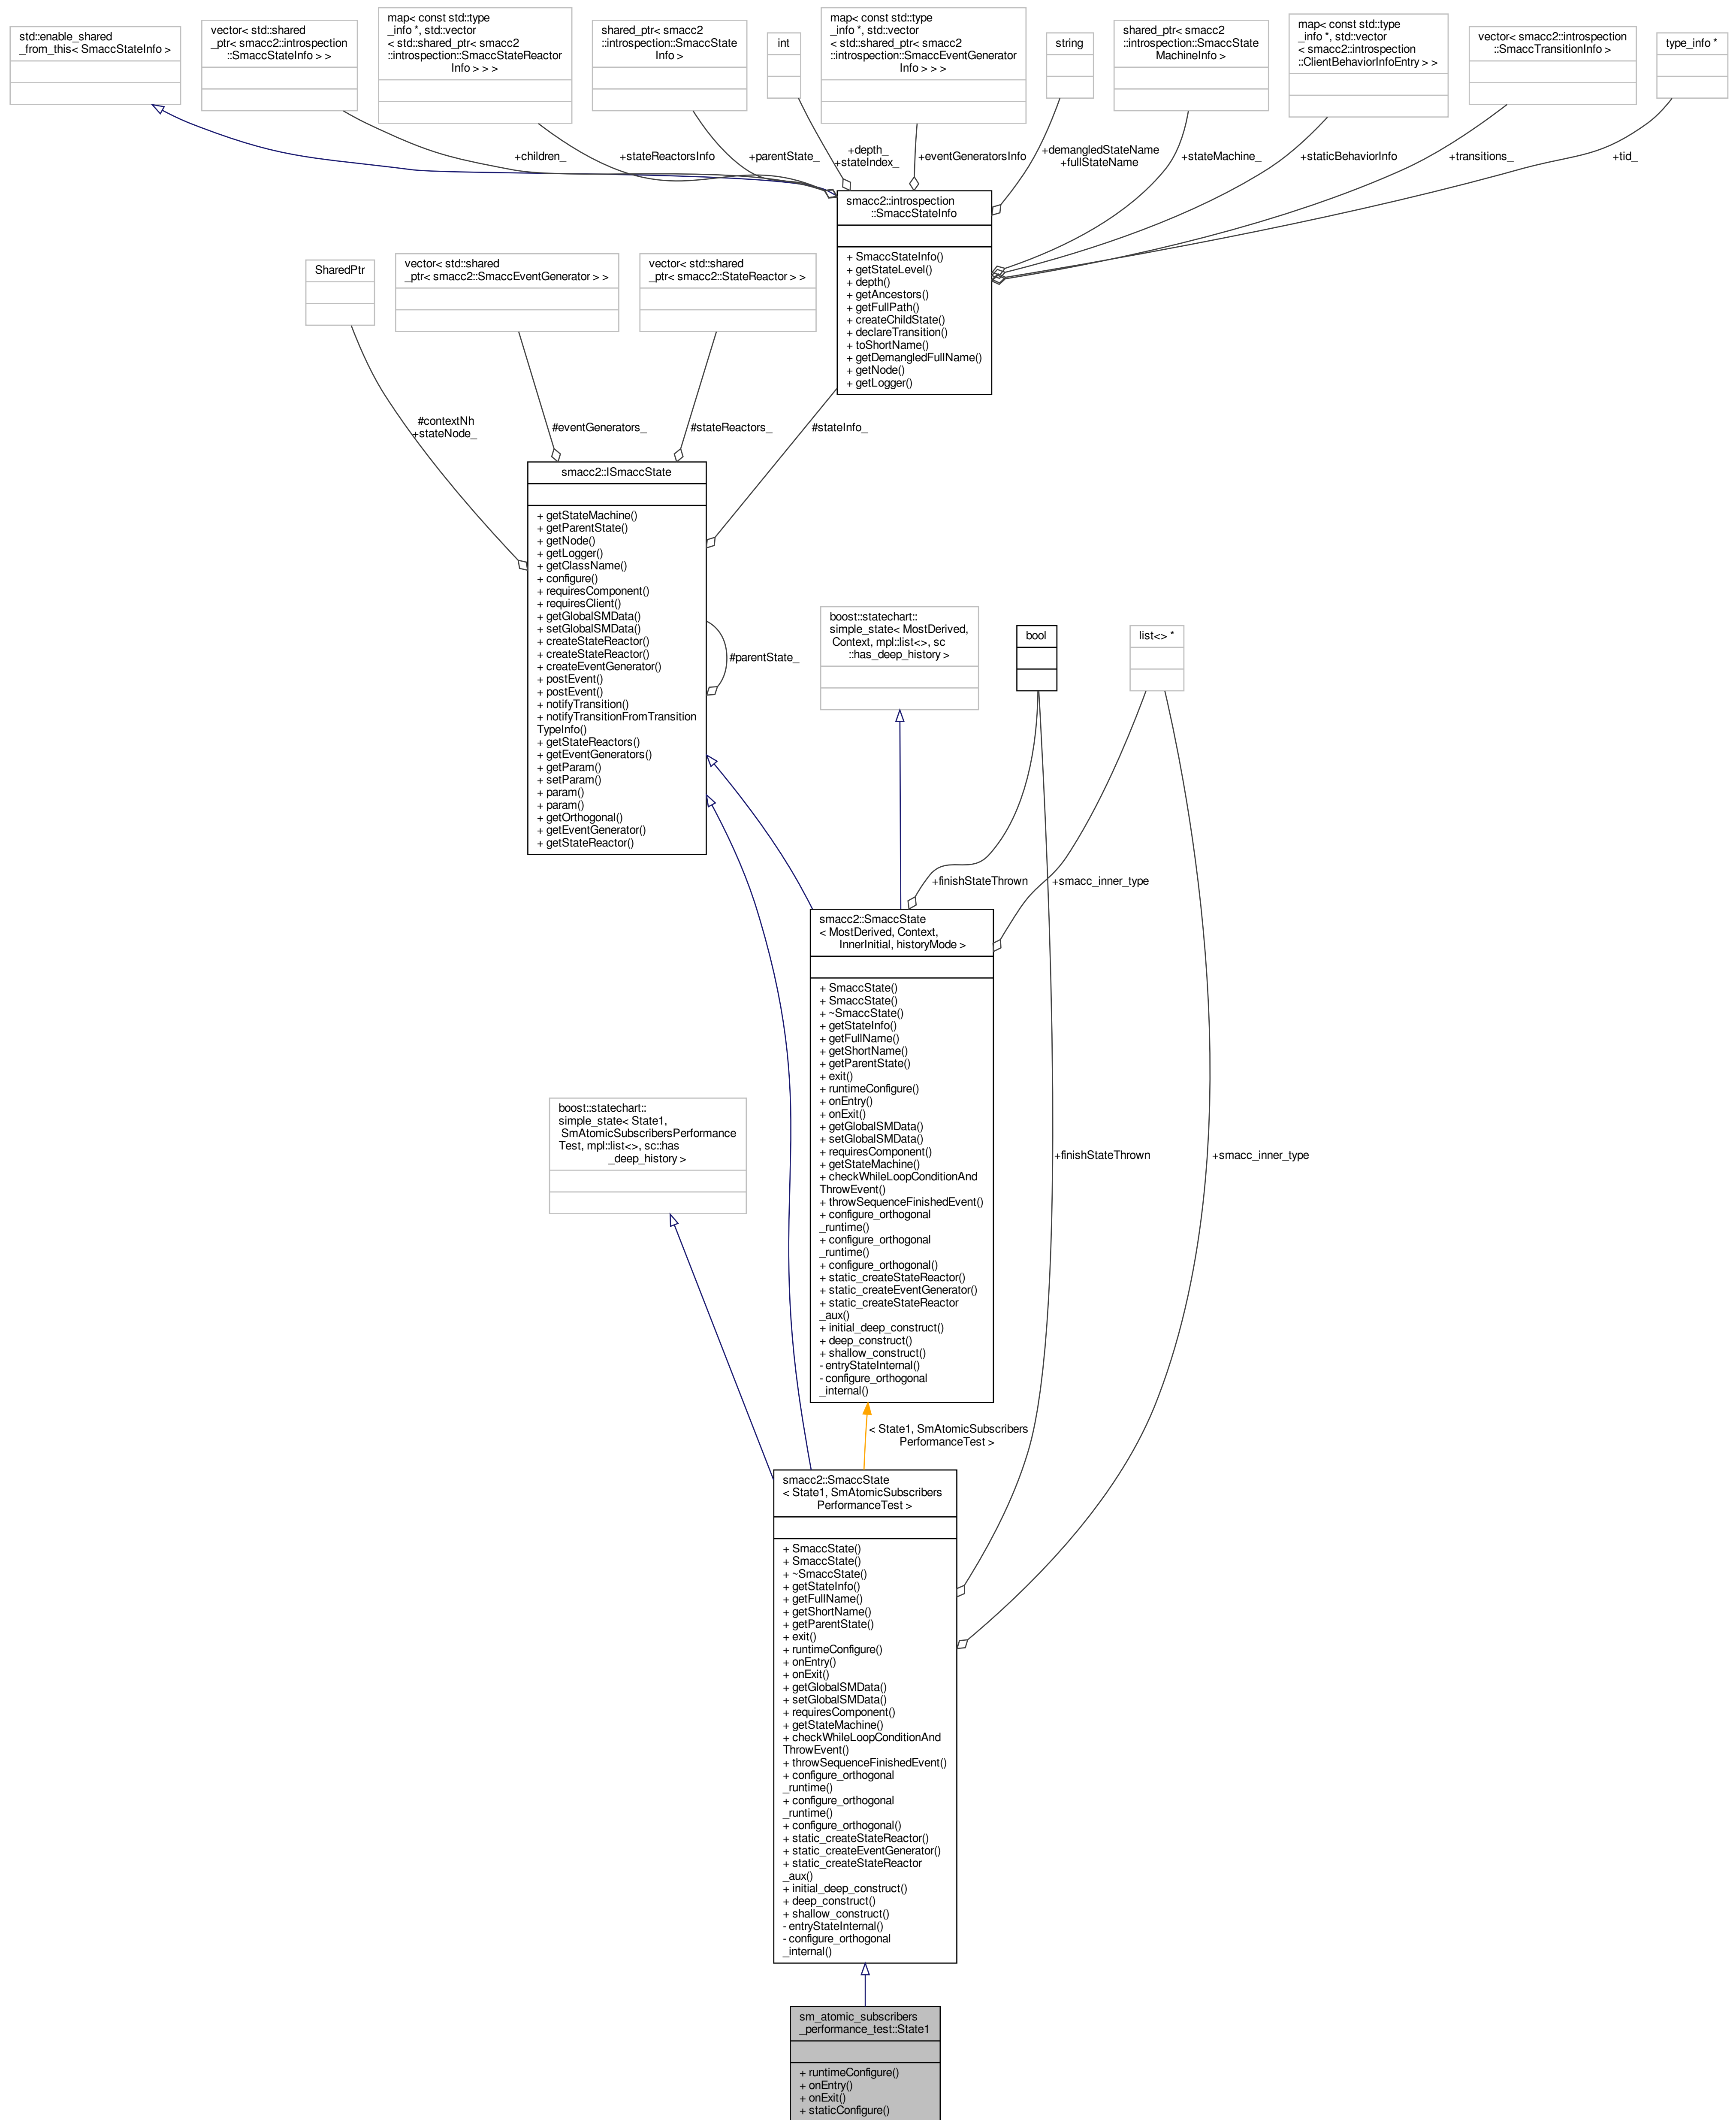 std::enable_shared
_from_this< SmaccStateInfo >
vector< std::shared
_ptr< smacc2::introspection
::SmaccStateInfo > >
map< const std::type
_info *, std::vector
< std::shared_ptr< smacc2
::introspection::SmaccStateReactor
Info > > >
shared_ptr< smacc2
::introspection::SmaccState
Info >
int
map< const std::type
_info *, std::vector
< std::shared_ptr< smacc2
::introspection::SmaccEventGenerator
Info > > >
string
shared_ptr< smacc2
::introspection::SmaccState
MachineInfo >
map< const std::type
_info *, std::vector
< smacc2::introspection
::ClientBehaviorInfoEntry > >
vector< smacc2::introspection
::SmaccTransitionInfo >
type_info *
+children_
+stateReactorsInfo
+parentState_
+depth_
+stateIndex_
+eventGeneratorsInfo
+demangledStateName
+fullStateName
+stateMachine_
+staticBehaviorInfo
+transitions_
+tid_
smacc2::introspection
::SmaccStateInfo
+ SmaccStateInfo()
+ getStateLevel()
+ depth()
+ getAncestors()
+ getFullPath()
+ createChildState()
+ declareTransition()
+ toShortName()
+ getDemangledFullName()
+ getNode()
+ getLogger()
SharedPtr
vector< std::shared
_ptr< smacc2::SmaccEventGenerator > >
vector< std::shared
_ptr< smacc2::StateReactor > >
#contextNh
+stateNode_
#eventGenerators_
#stateReactors_
#stateInfo_
smacc2::ISmaccState
+ getStateMachine()
+ getParentState()
+ getNode()
+ getLogger()
+ getClassName()
+ configure()
+ requiresComponent()
+ requiresClient()
+ getGlobalSMData()
+ setGlobalSMData()
+ createStateReactor()
+ createStateReactor()
+ createEventGenerator()
+ postEvent()
+ postEvent()
+ notifyTransition()
+ notifyTransitionFromTransition
TypeInfo()
+ getStateReactors()
+ getEventGenerators()
+ getParam()
+ setParam()
+ param()
+ param()
+ getOrthogonal()
+ getEventGenerator()
+ getStateReactor()
#parentState_
boost::statechart::
simple_state< MostDerived,
Context, mpl::list<>, sc
::has_deep_history >
bool
list<> *
+finishStateThrown
+smacc_inner_type
smacc2::SmaccState
< MostDerived, Context,
InnerInitial, historyMode >
+ SmaccState()
+ SmaccState()
+ ~SmaccState()
+ getStateInfo()
+ getFullName()
+ getShortName()
+ getParentState()
+ exit()
+ runtimeConfigure()
+ onEntry()
+ onExit()
+ getGlobalSMData()
+ setGlobalSMData()
+ requiresComponent()
+ getStateMachine()
+ checkWhileLoopConditionAnd
ThrowEvent()
+ throwSequenceFinishedEvent()
+ configure_orthogonal
_runtime()
+ configure_orthogonal
_runtime()
+ configure_orthogonal()
+ static_createStateReactor()
+ static_createEventGenerator()
+ static_createStateReactor
_aux()
+ initial_deep_construct()
+ deep_construct()
+ shallow_construct()
- entryStateInternal()
- configure_orthogonal
_internal()
boost::statechart::
simple_state< State1,
SmAtomicSubscribersPerformance
Test, mpl::list<>, sc::has
_deep_history >
+finishStateThrown
+smacc_inner_type
< State1, SmAtomicSubscribers
PerformanceTest >
smacc2::SmaccState
< State1, SmAtomicSubscribers
PerformanceTest >
+ SmaccState()
+ SmaccState()
+ ~SmaccState()
+ getStateInfo()
+ getFullName()
+ getShortName()
+ getParentState()
+ exit()
+ runtimeConfigure()
+ onEntry()
+ onExit()
+ getGlobalSMData()
+ setGlobalSMData()
+ requiresComponent()
+ getStateMachine()
+ checkWhileLoopConditionAnd
ThrowEvent()
+ throwSequenceFinishedEvent()
+ configure_orthogonal
_runtime()
+ configure_orthogonal
_runtime()
+ configure_orthogonal()
+ static_createStateReactor()
+ static_createEventGenerator()
+ static_createStateReactor
_aux()
+ initial_deep_construct()
+ deep_construct()
+ shallow_construct()
- entryStateInternal()
- configure_orthogonal
_internal()
sm_atomic_subscribers
_performance_test::State1
+ runtimeConfigure()
+ onEntry()
+ onExit()
+ staticConfigure()